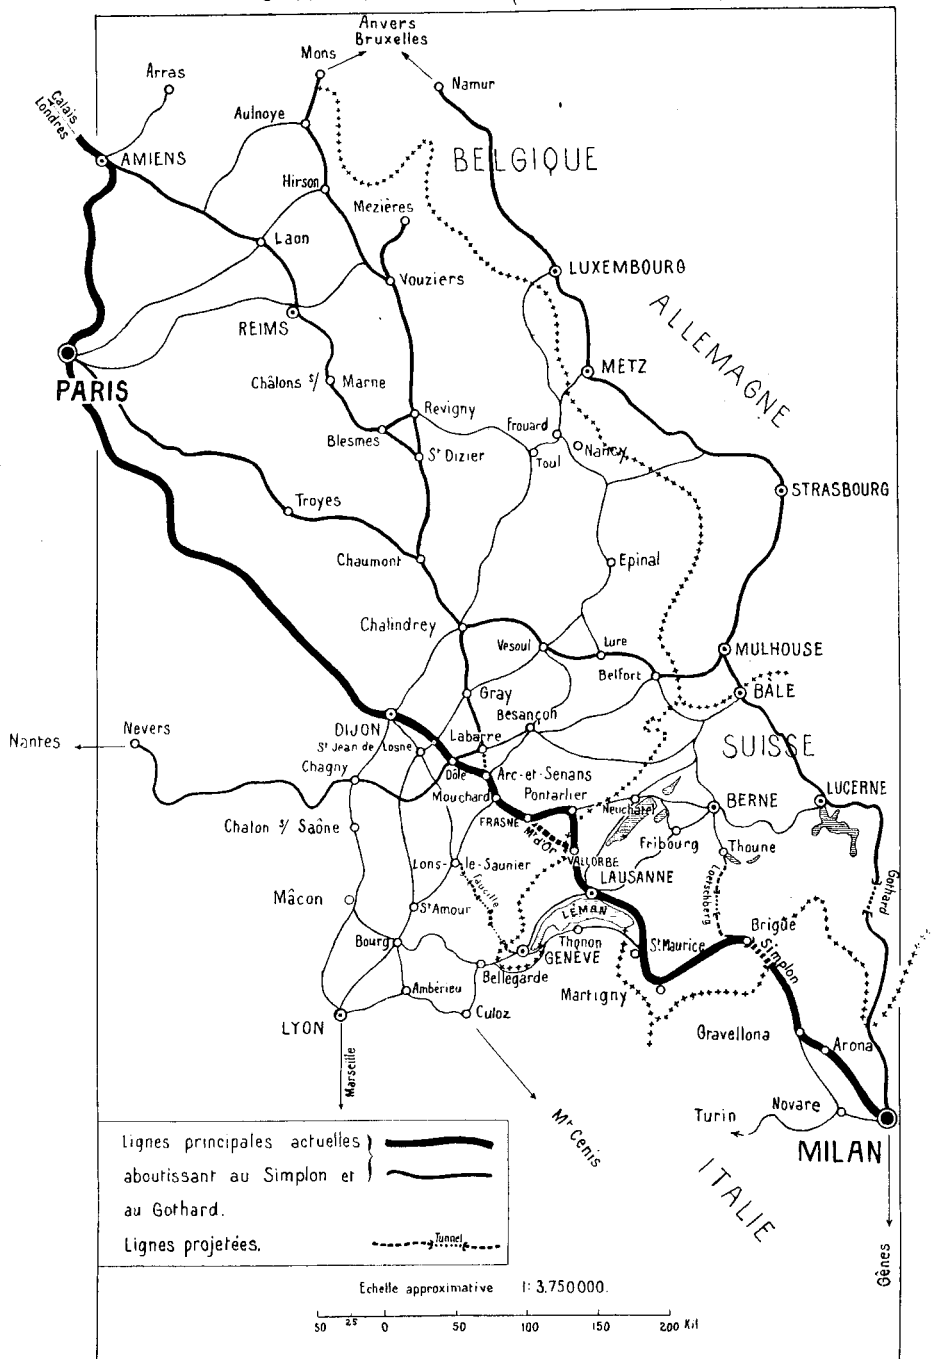 Anvers
Bruxelles
Mons
Namur
Arras
Calais
Londres
Aulnoye
AMIENS
BELGIQUE
Hirson
Mezières
Laon
LUXEMBOURG
Vouziers
ALLEMAGNE
REIMS
PARIS
METZ
Châlons s/ Marne
Revigny
Frouard
Blesmes
Nancy
St Dizier
Toul
STRASBOURG
Troyes
Chaumont
Epinal
Chalindrey
Vesoul
Lure
MULHOUSE
Belfort
BÂLE
Gray
Besançon
DIJON
Nevers
Nantes
Labarre
St Jean de Losne
SUISSE
Chagny
Dôle
Arc-et-Senans
Mouchard
Pontarlier
Neuchâtel
BERNE
LUCERNE
FRASNE
Mt d'Or
Chalon s/ Saône
Fribourg
Thoune
VALLORBE
Lons-le-Saunier
LAUSANNE
Faucille
Loetschberg
Gothard
Mâcon
St Amour
LÉMAN
Brigue
Simplon
Bourg
Thonon
GENÈVE
St Maurice
Bellegarde
Martigny
Ambérieu
Culoz
LYON
Gravellona
Arona
Marseille
Mt Cenis
Turin
Novare
MILAN
ITALIE
Gênes
Lignes principales actuelles
aboutissant au Simplon et
au Gothard.
Lignes projetées.
Tunnel
Echelle approximative 1:3.750000.
50 25 0 50 100 150 200 Kil